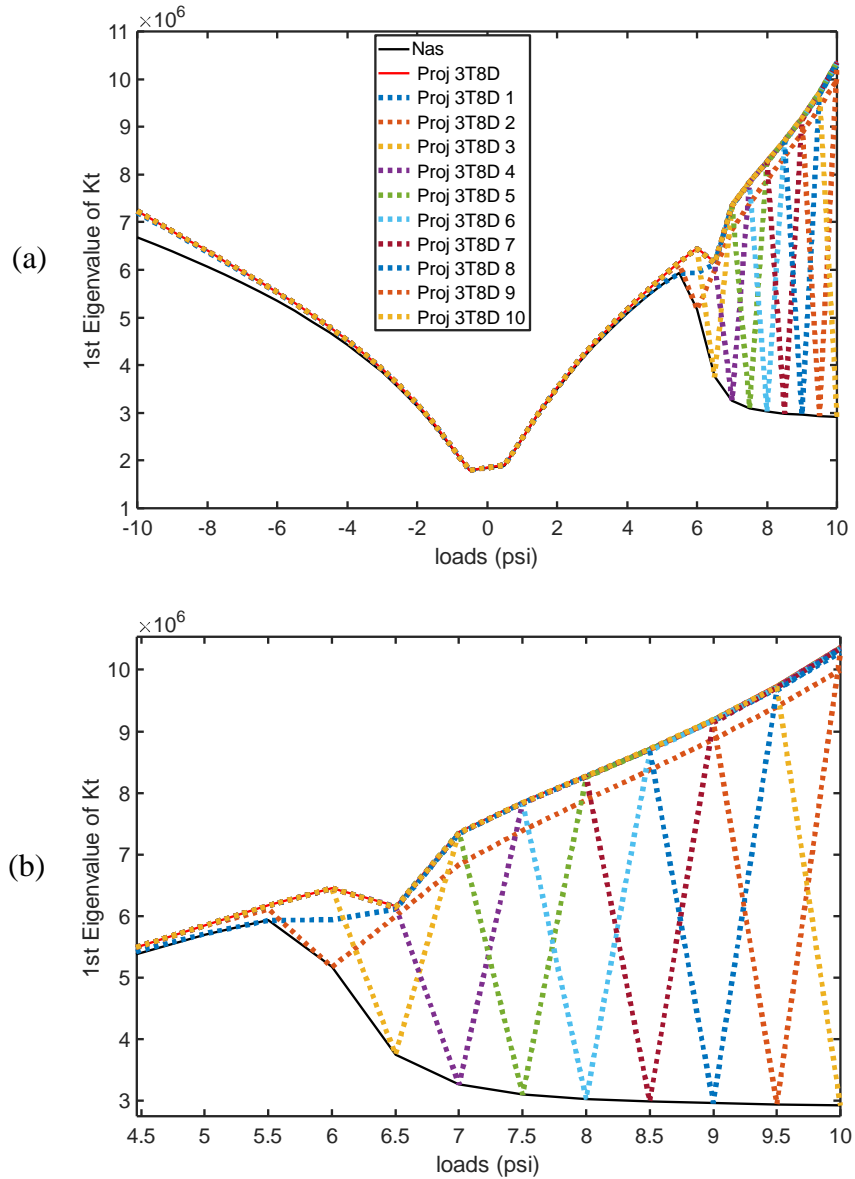 ×10⁶
11
10
9
8
7
6
5
4
3
2
1
1st Eigenvalue of Kt
(a)
Nas
Proj 3T8D
Proj 3T8D 1
Proj 3T8D 2
Proj 3T8D 3
Proj 3T8D 4
Proj 3T8D 5
Proj 3T8D 6
Proj 3T8D 7
Proj 3T8D 8
Proj 3T8D 9
Proj 3T8D 10
-10 -8 -6 -4 -2 0 2 4 6 8 10
loads (psi)
×10⁶
10
9
8
7
6
5
4
3
1st Eigenvalue of Kt
(b)
4.5 5 5.5 6 6.5 7 7.5 8 8.5 9 9.5 10
loads (psi)